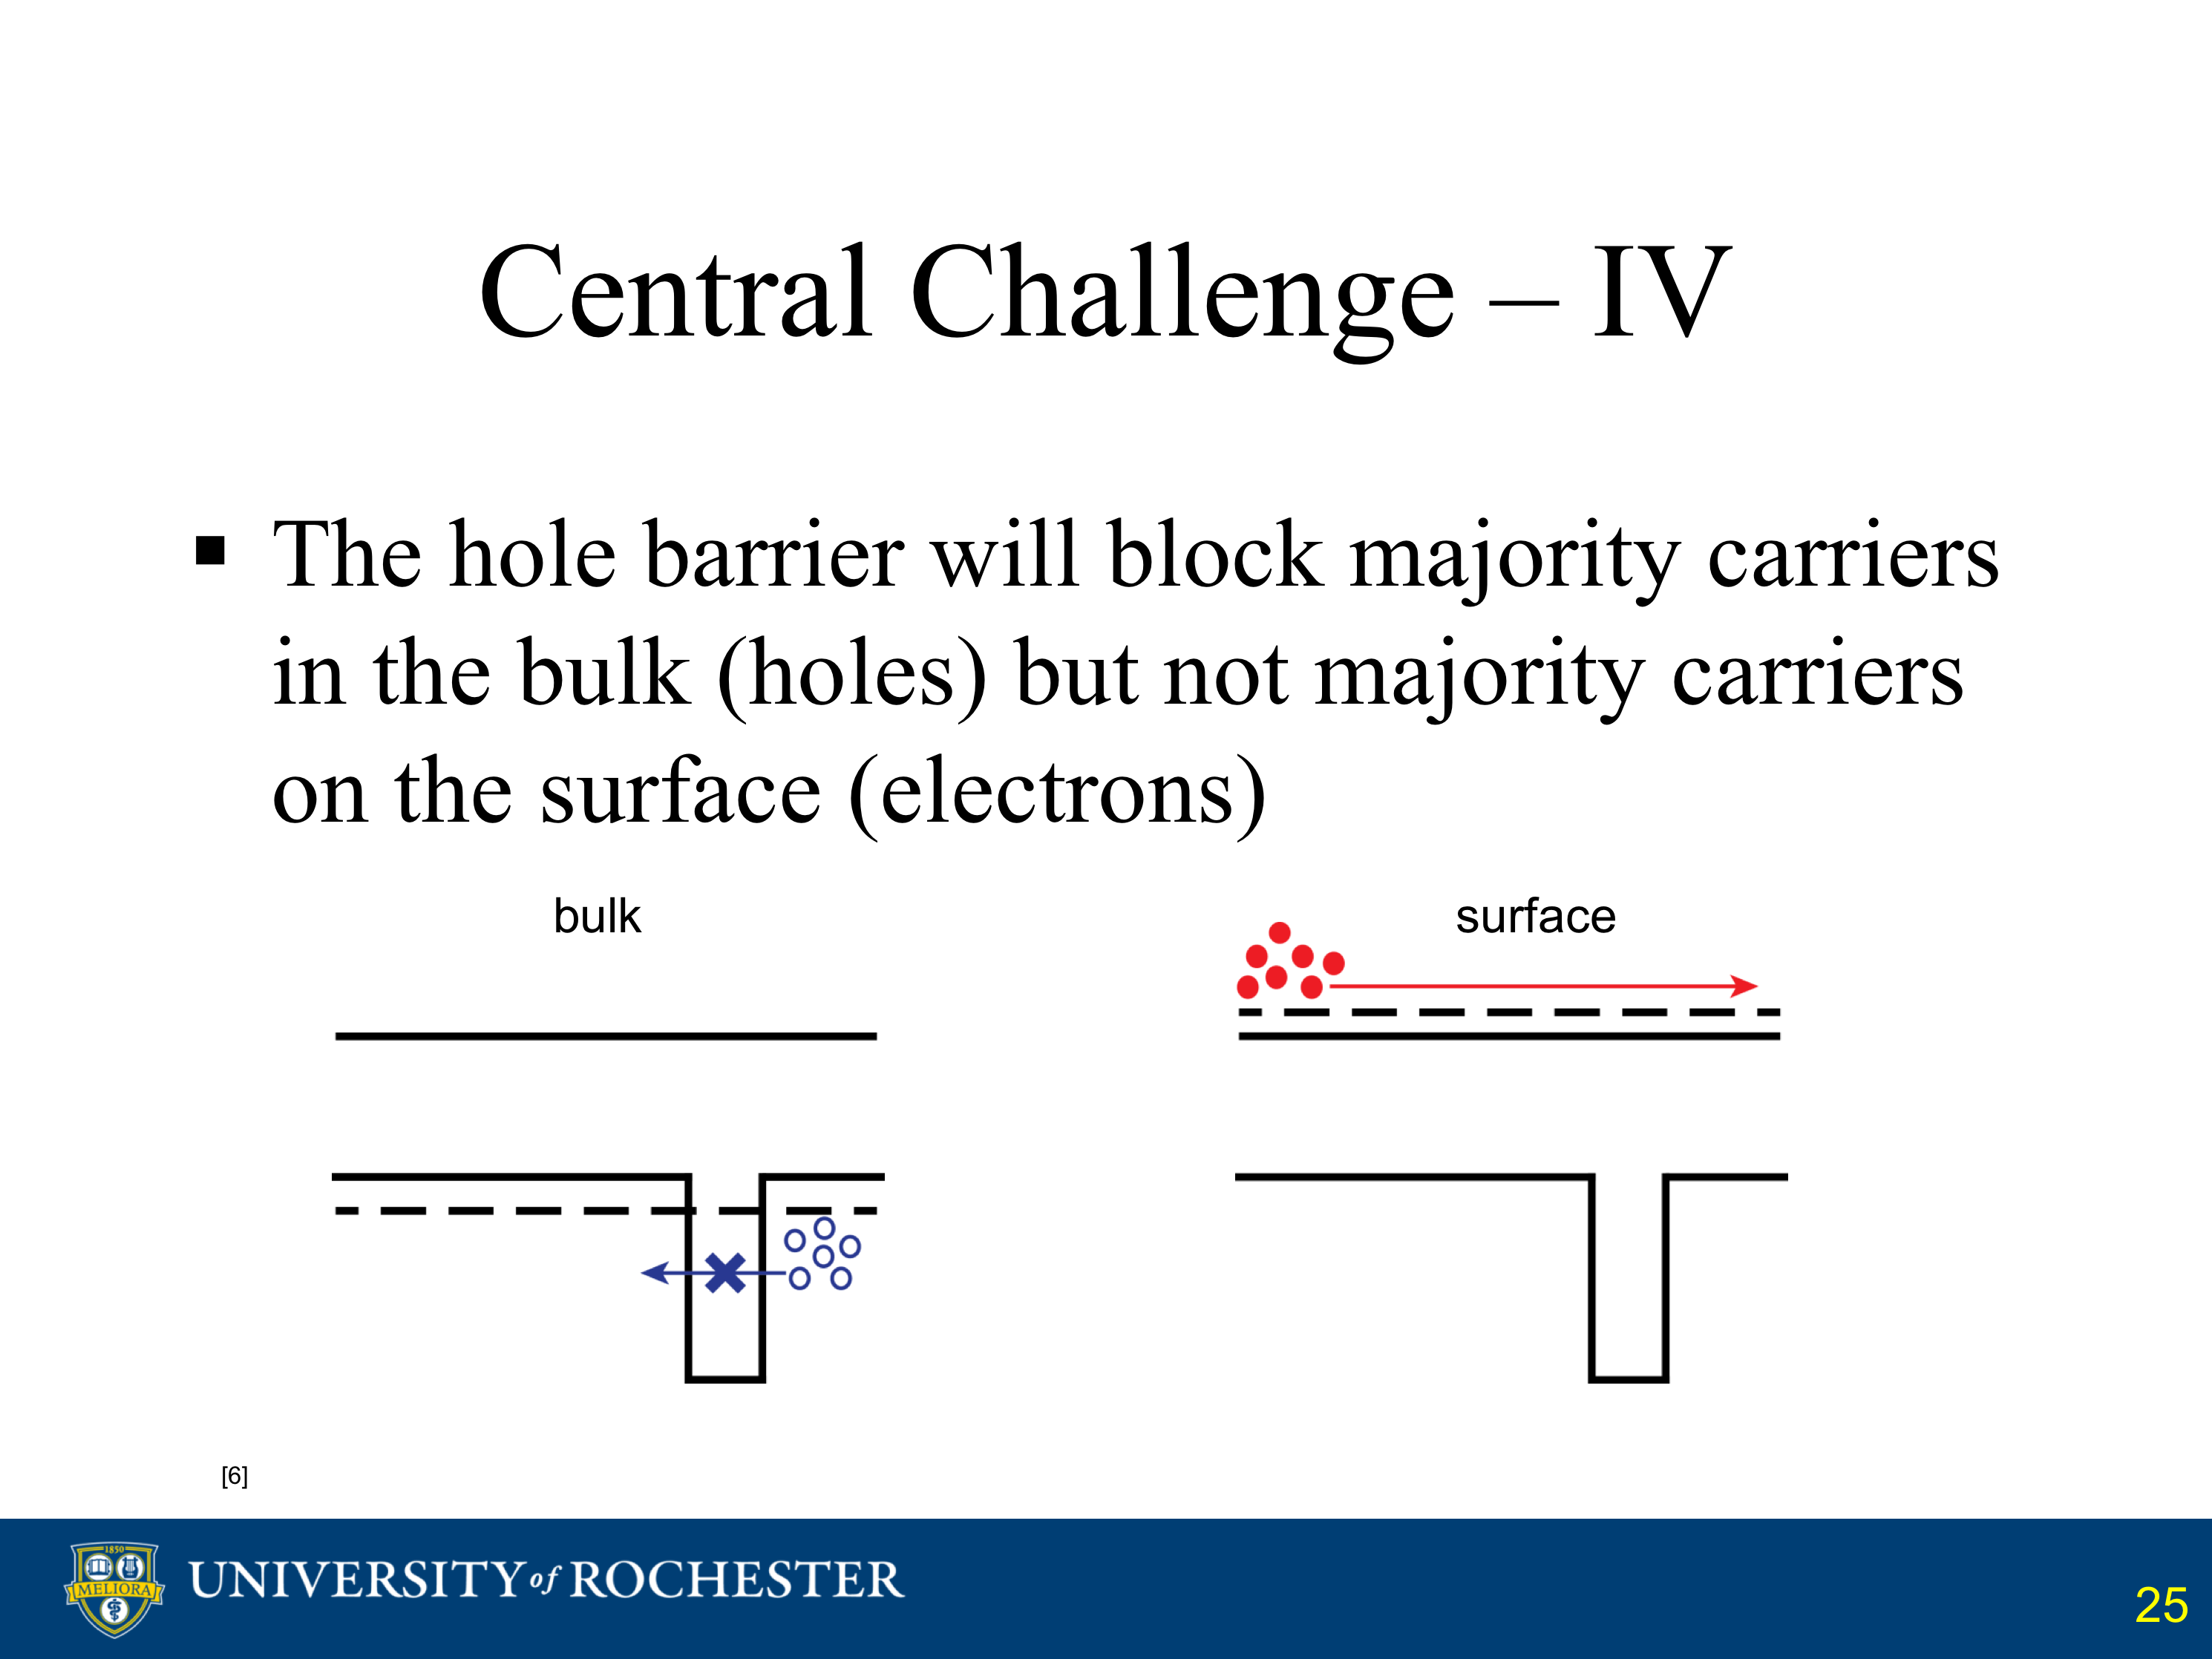 Central Challenge – IV
▪ The hole barrier will block majority carriers
in the bulk (holes) but not majority carriers
on the surface (electrons)
bulk
surface
[6]
1850
MELIORA
UNIVERSITY of ROCHESTER
25